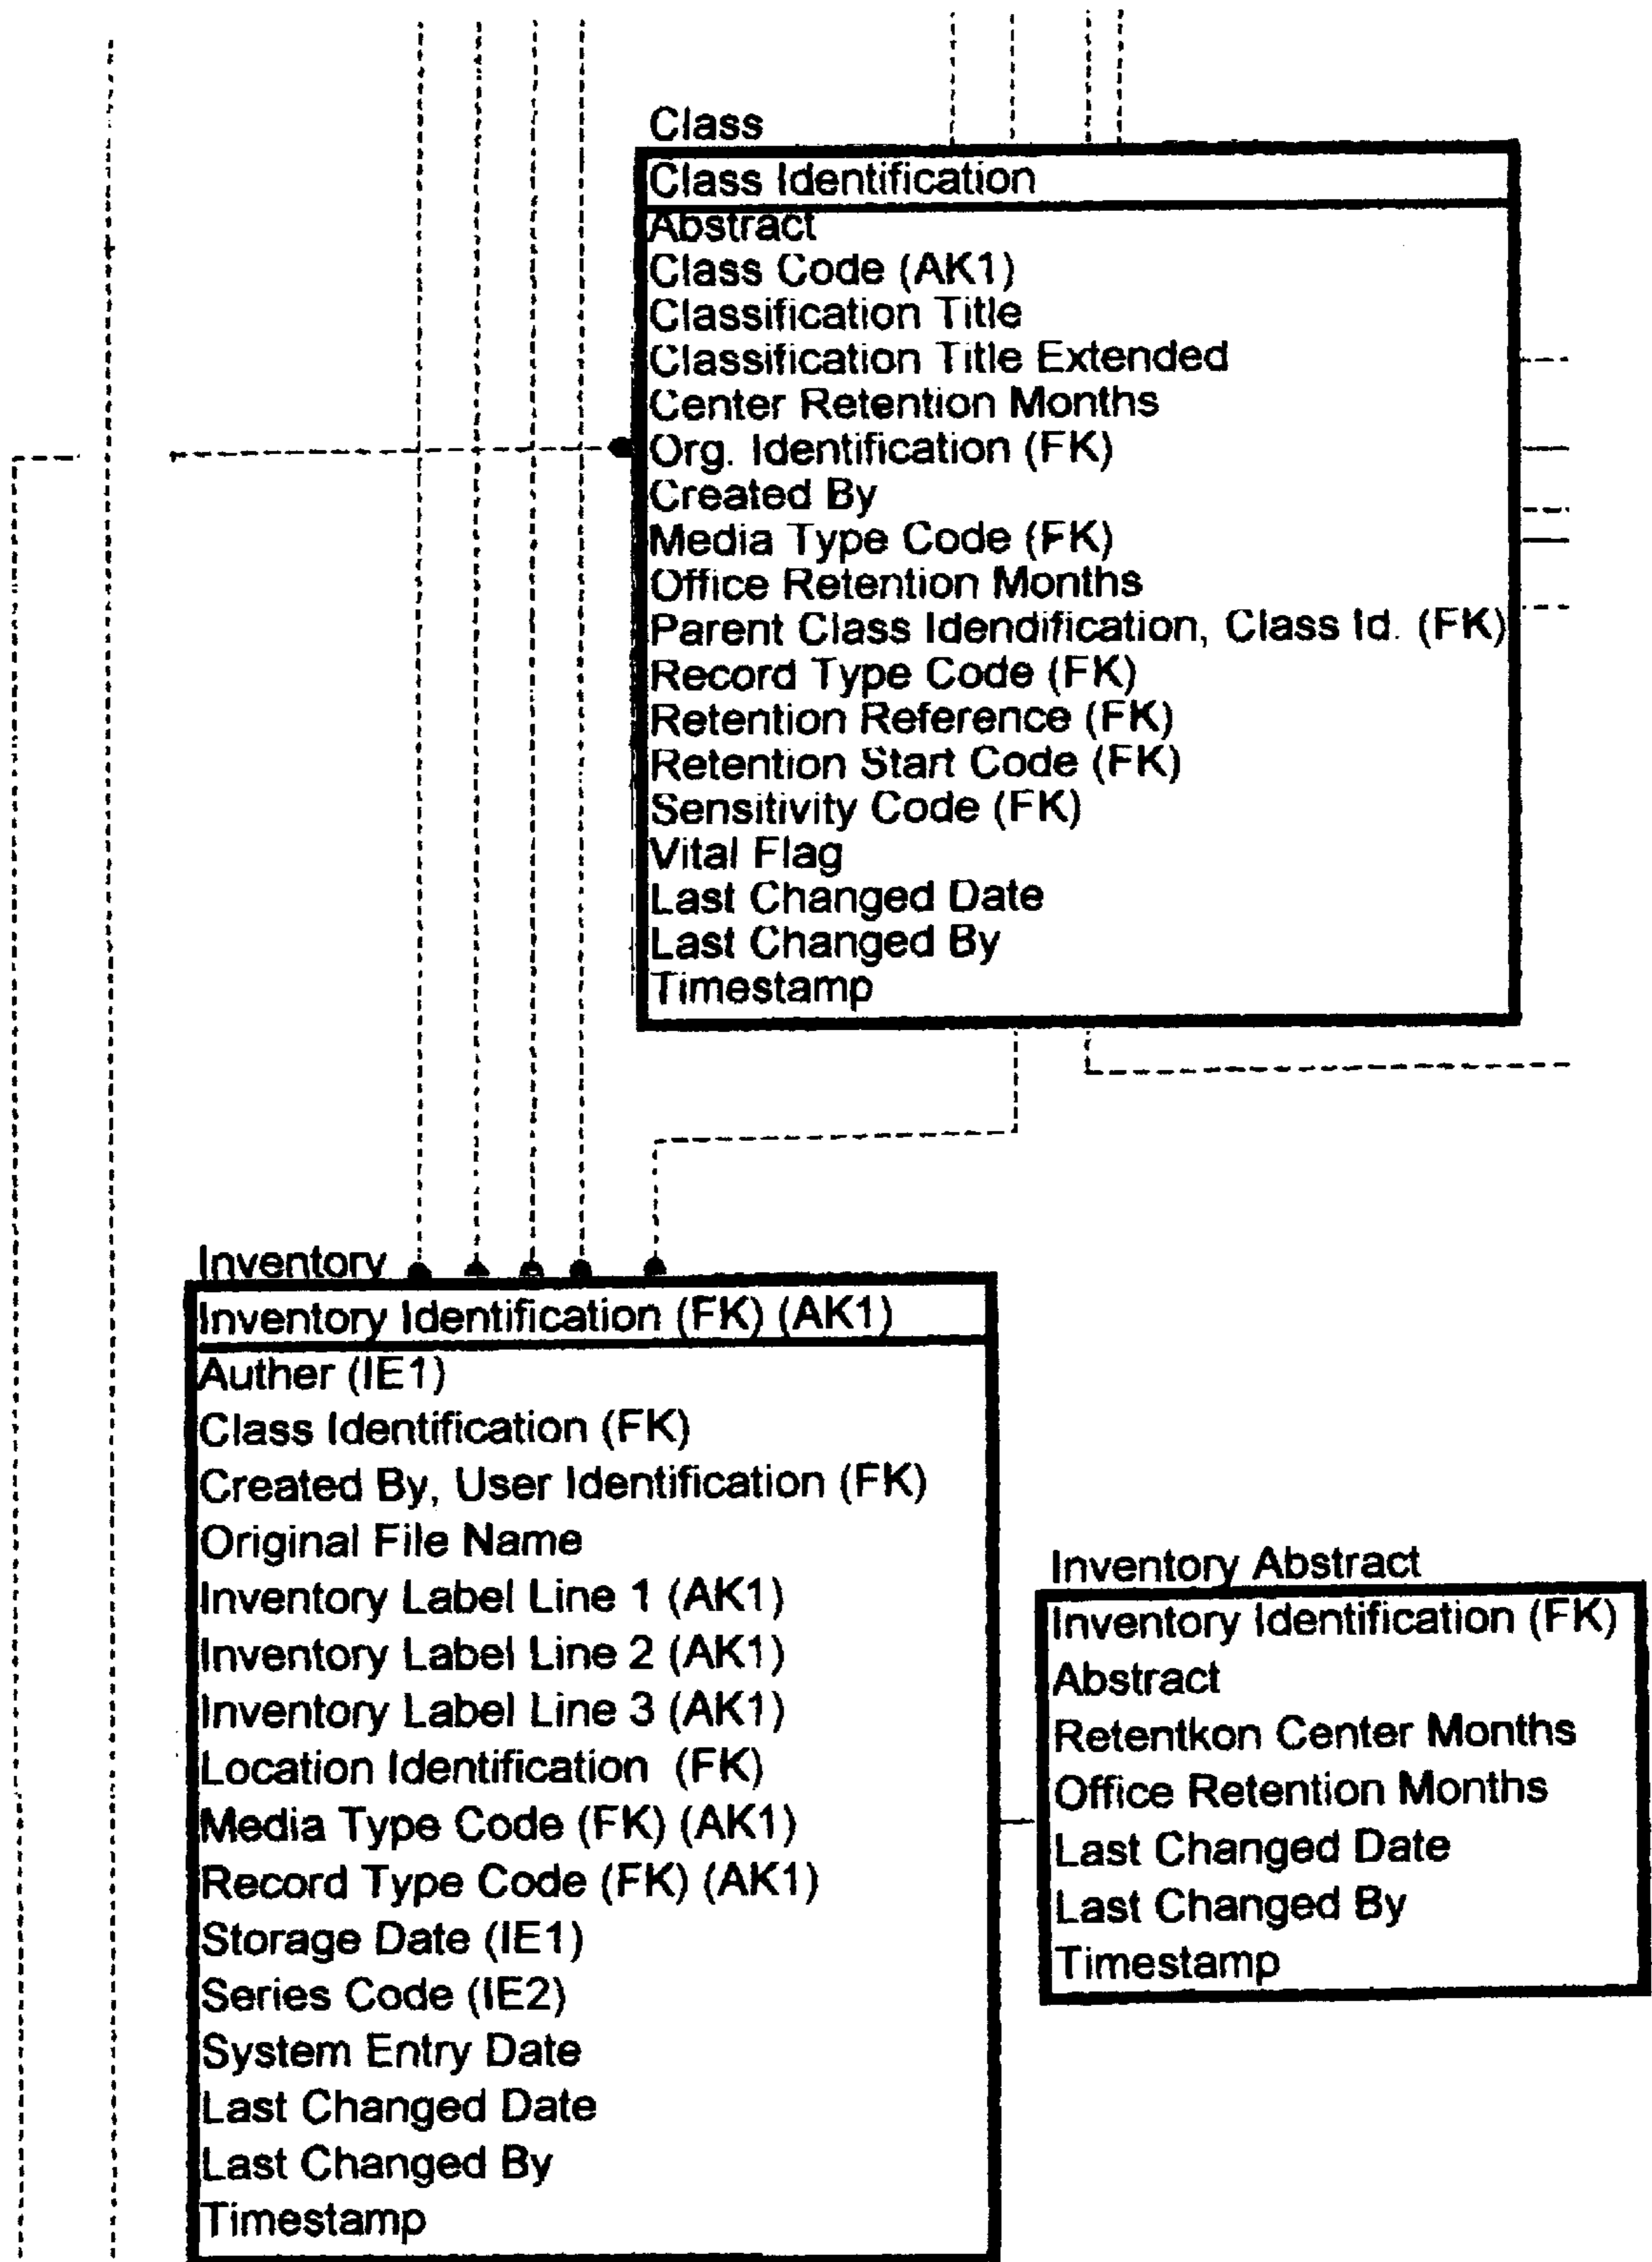 Class
Class Identification
Abstract
Class Code (AK1)
Classification Title
Classification Title Extended
Center Retention Months
Org. Identification (FK)
Created By
Media Type Code (FK)
Office Retention Months
Parent Class Idendification, Class Id. (FK)
Record Type Code (FK)
Retention Reference (FK)
Retention Start Code (FK)
Sensitivity Code (FK)
Vital Flag
Last Changed Date
Last Changed By
Timestamp
Inventory
Inventory Identification (FK) (AK1)
Auther (IE1)
Class Identification (FK)
Created By, User Identification (FK)
Original File Name
Inventory Label Line 1 (AK1)
Inventory Label Line 2 (AK1)
Inventory Label Line 3 (AK1)
Location Identification (FK)
Media Type Code (FK) (AK1)
Record Type Code (FK) (AK1)
Storage Date (IE1)
Series Code (IE2)
System Entry Date
Last Changed Date
Last Changed By
Timestamp
Inventory Abstract
Inventory Identification (FK)
Abstract
Retentkon Center Months
Office Retention Months
Last Changed Date
Last Changed By
Timestamp